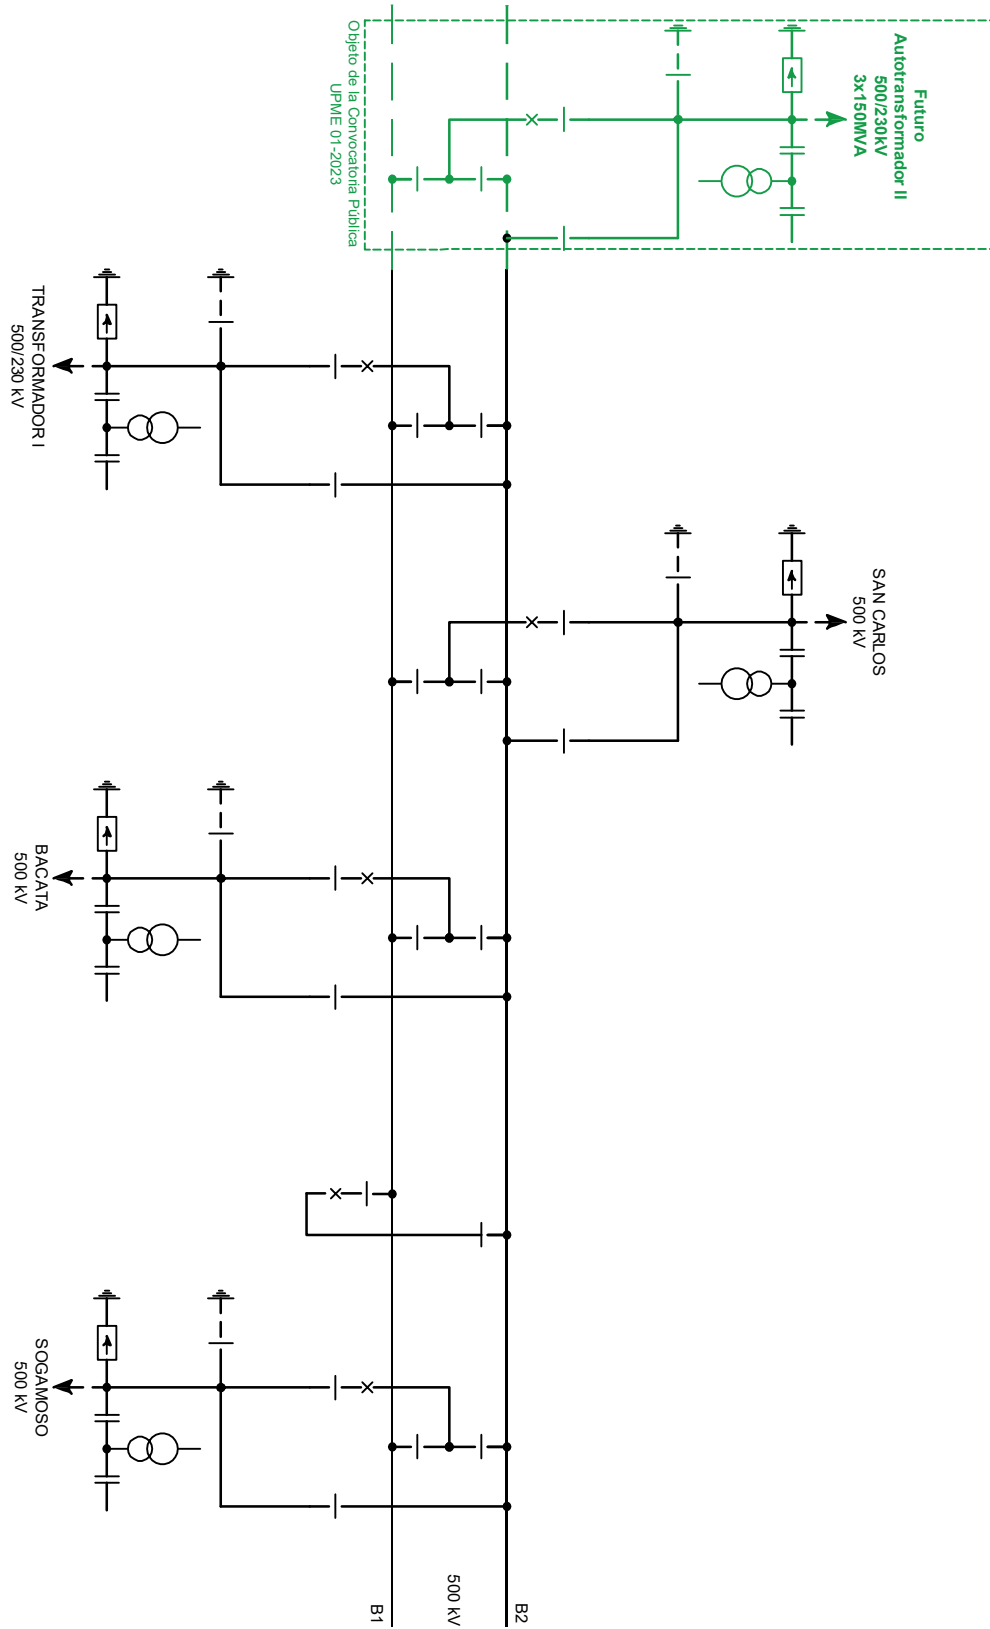 Futuro
Autotransformador II
500/230kV
3x150MVA
Objeto de la Convocatoria Pública
UPME 01-2023
TRANSFORMADOR I
500/230 kV
SAN CARLOS
500 kV
BACATA
500 kV
SOGAMOSO
500 kV
B2
500 kV
B1